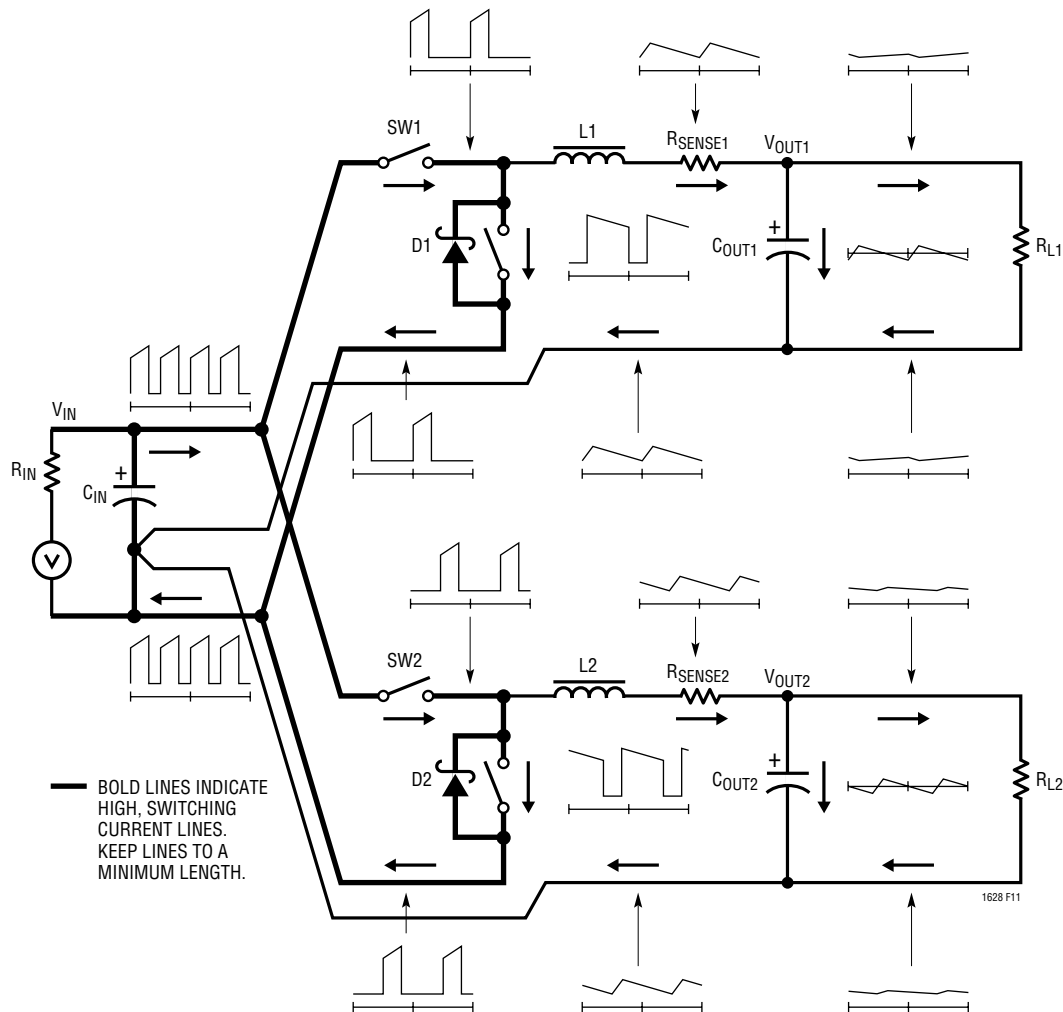 SW1
L1
RSENSE1
VOUT1
D1
COUT1
+
RL1
VIN
RIN
+
CIN
V
SW2
L2
RSENSE2
VOUT2
D2
COUT2
+
RL2
BOLD LINES INDICATE
HIGH, SWITCHING
CURRENT LINES.
KEEP LINES TO A
MINIMUM LENGTH.
1628 F11